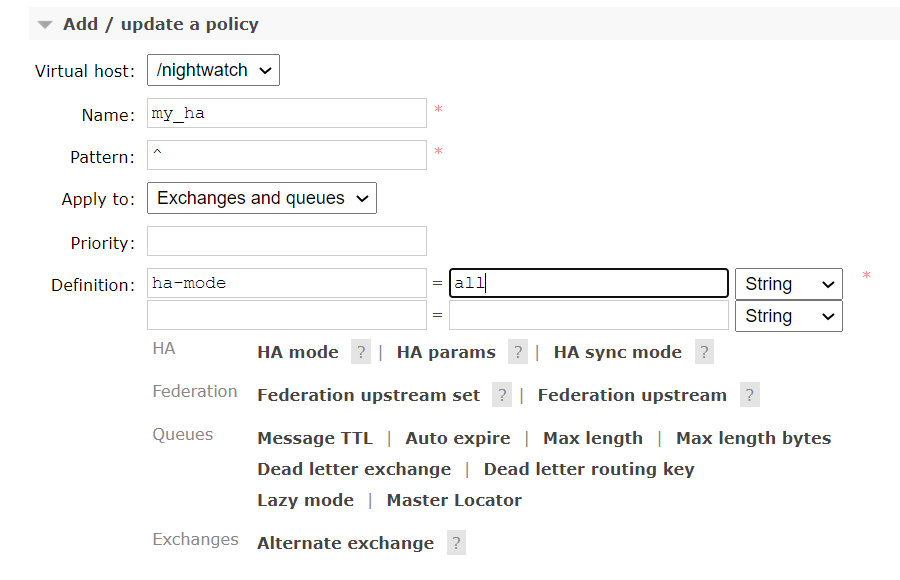 Add / update a policy
Virtual host: /nightwatch
Name: my_ha *
Pattern: ^ *
Apply to: Exchanges and queues
Priority:
Definition: ha-mode = all String *
= String
HA HA mode ? | HA params ? | HA sync mode ?
Federation Federation upstream set ? | Federation upstream ?
Queues Message TTL | Auto expire | Max length | Max length bytes
Dead letter exchange | Dead letter routing key
Lazy mode | Master Locator
Exchanges Alternate exchange ?